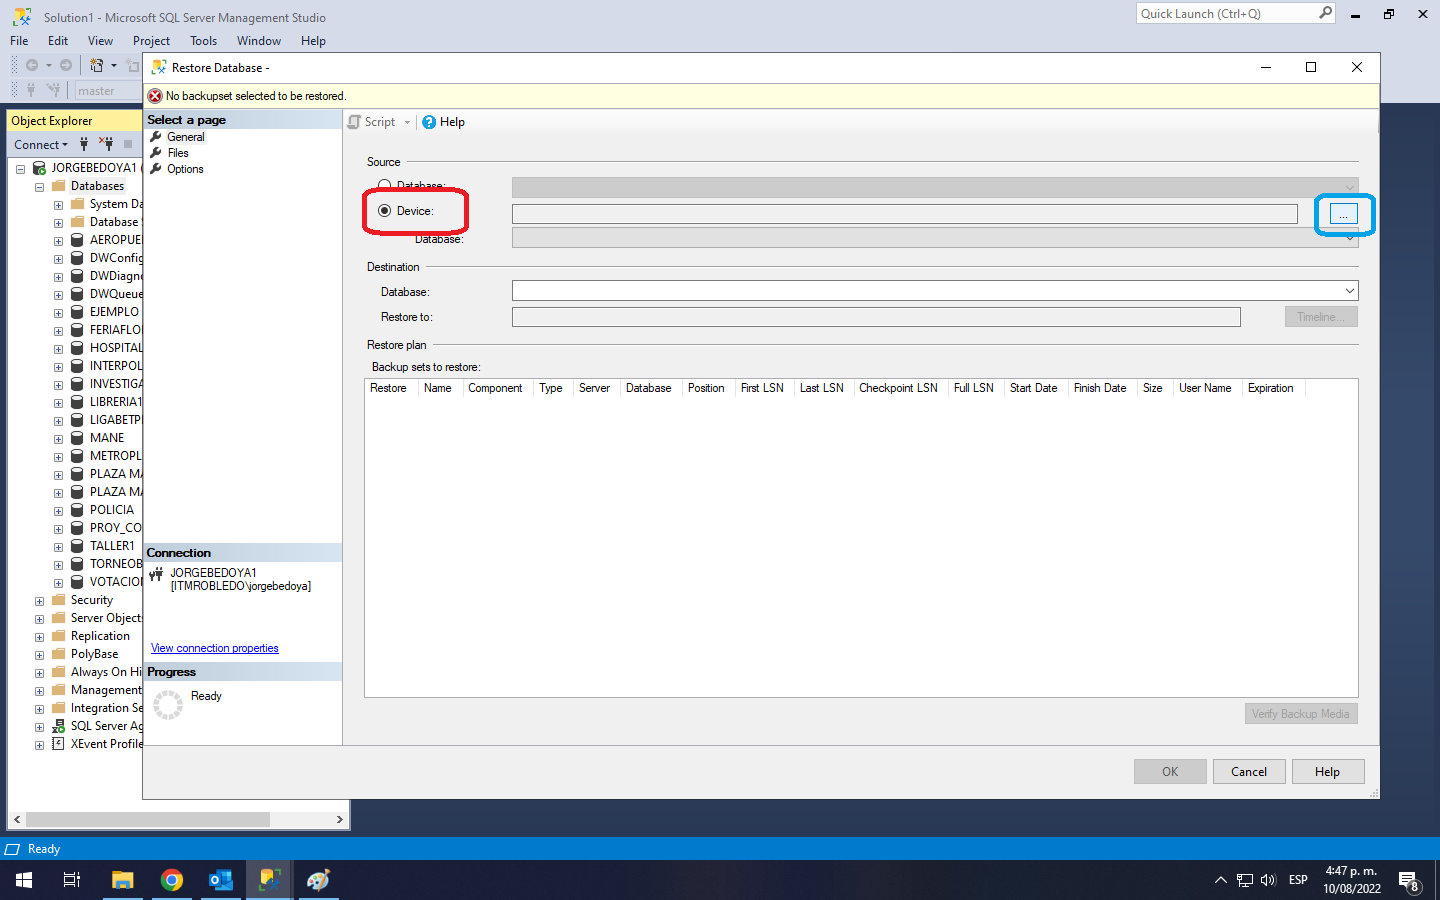 Solution1 - Microsoft SQL Server Management Studio
Quick Launch (Ctrl+Q)
File Edit View Project Tools Window Help
master
Restore Database -
No backupset selected to be restored.
Object Explorer
Connect
JORGEBEDOYA1 (
Databases
System Da
Database
AEROPUE
DWConfig
DWDiagn
DWQueue
EJEMPLO
FERIAFLO
HOSPITAL
INTERPOL
INVESTIGA
LIBRERIA1
LIGABETPL
MANE
METROPL
PLAZA MA
PLAZA MA
POLICIA
PROY_CO
TALLER1
TORNEOB
VOTACION
Security
Server Objects
Replication
PolyBase
Always On Hi
Management
Integration Se
SQL Server Ag
XEvent Profile
Select a page
General
Files
Options
Connection
JORGEBEDOYA1
[ITMROBLEDO\jorgebedoya]
View connection properties
Progress
Ready
Script Help
Source
Database:
Device:
...
Database:
Destination
Database:
Restore to:
Timeline...
Restore plan
Backup sets to restore:
Restore Name Component Type Server Database Position First LSN Last LSN Checkpoint LSN Full LSN Start Date Finish Date Size User Name Expiration
Verify Backup Media
OK Cancel Help
Ready
ESP
4:47 p. m.
10/08/2022
8